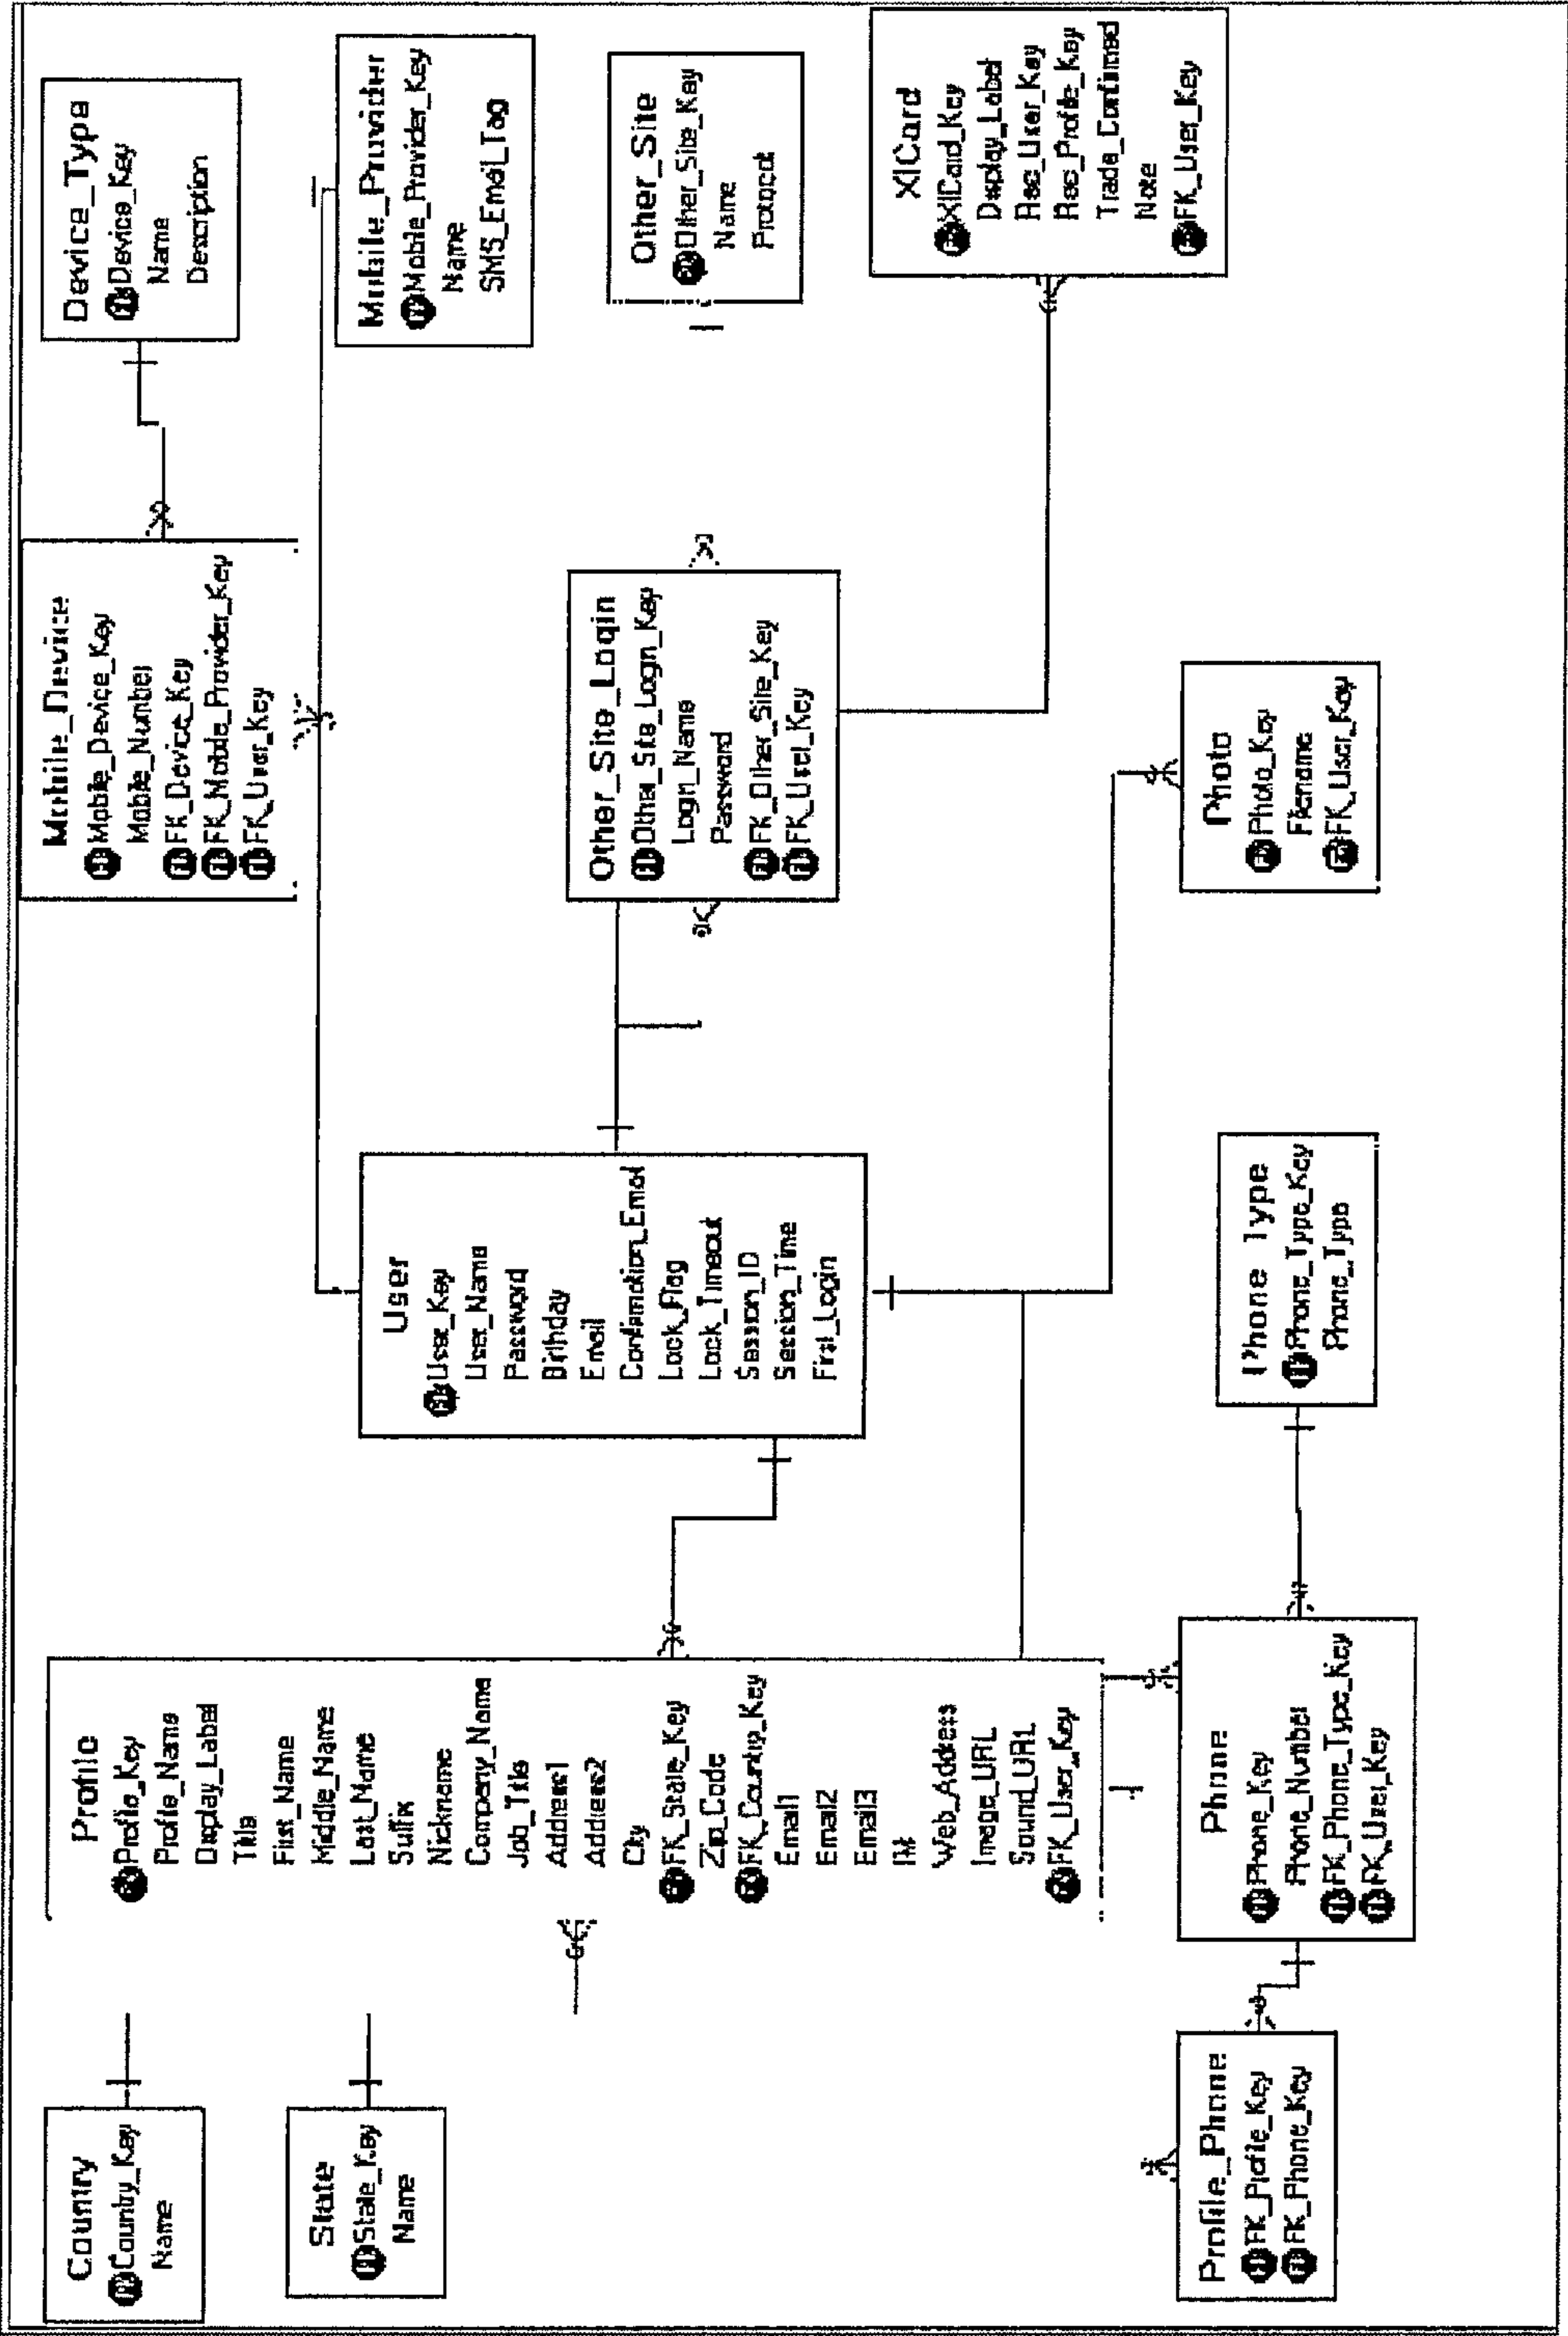 Country
Country_Key
Name
State
State_Key
Name
Profile
Profile_Key
Profile_Name
Display_Label
Title
First_Name
Middle_Name
Last_Name
Suffix
Nickname
Company_Name
Job_Title
Address1
Address2
City
FK_State_Key
Zip_Code
FK_Country_Key
Email1
Email2
Email3
IM
Web_Address
Image_URL
Sound_URL
FK_User_Key
Profile_Phone
FK_Profile_Key
FK_Phone_Key
Phone
Phone_Key
Phone_Number
FK_Phone_Type_Key
FK_User_Key
Phone Type
Phone_Type_Key
Phone_Type
User
User_Key
User_Name
Password
Birthday
Email
Confirmation_Email
Lock_Flag
Lock_Timeout
Session_ID
Session_Time
First_Login
Mobile_Device
Mobile_Device_Key
Mobile_Number
FK_Device_Key
FK_Mobile_Provider_Key
FK_User_Key
Other_Site_Login
Other_Site_Login_Key
Login_Name
Password
FK_Other_Site_Key
FK_User_Key
Photo
Photo_Key
Filename
FK_User_Key
Device_Type
Device_Key
Name
Description
Mobile_Provider
Mobile_Provider_Key
Name
SMS_Email_Tag
Other_Site
Other_Site_Key
Name
Protocol
XICard
XICard_Key
Display_Label
Rec_User_Key
Rec_Profile_Key
Trade_Confirmed
Note
FK_User_Key